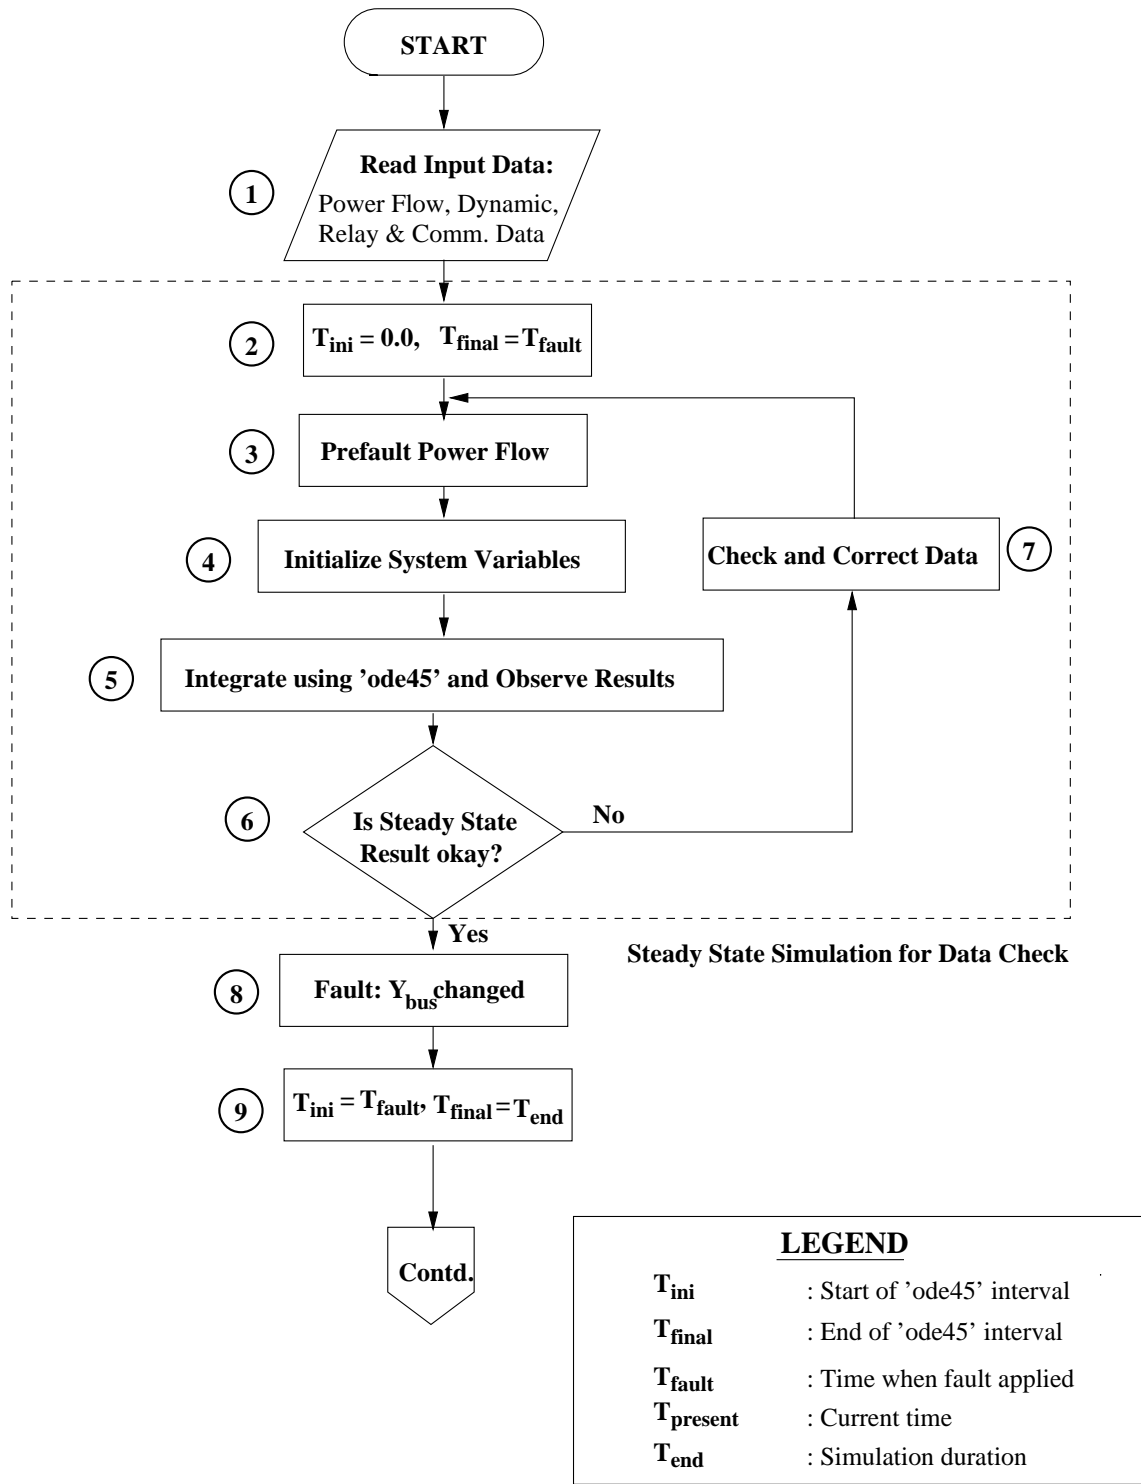 START
Read Input Data:
1
Power Flow, Dynamic,
Relay & Comm. Data
2
T_ini = 0.0, T_final = T_fault
3
Prefault Power Flow
4
Initialize System Variables
Check and Correct Data
7
5
Integrate using ’ode45’ and Observe Results
6
Is Steady State
Result okay?
No
Yes
Steady State Simulation for Data Check
8
Fault: Y_bus changed
9
T_ini = T_fault, T_final = T_end
Contd.
LEGEND
T_ini : Start of ’ode45’ interval
T_final : End of ’ode45’ interval
T_fault : Time when fault applied
T_present : Current time
T_end : Simulation duration